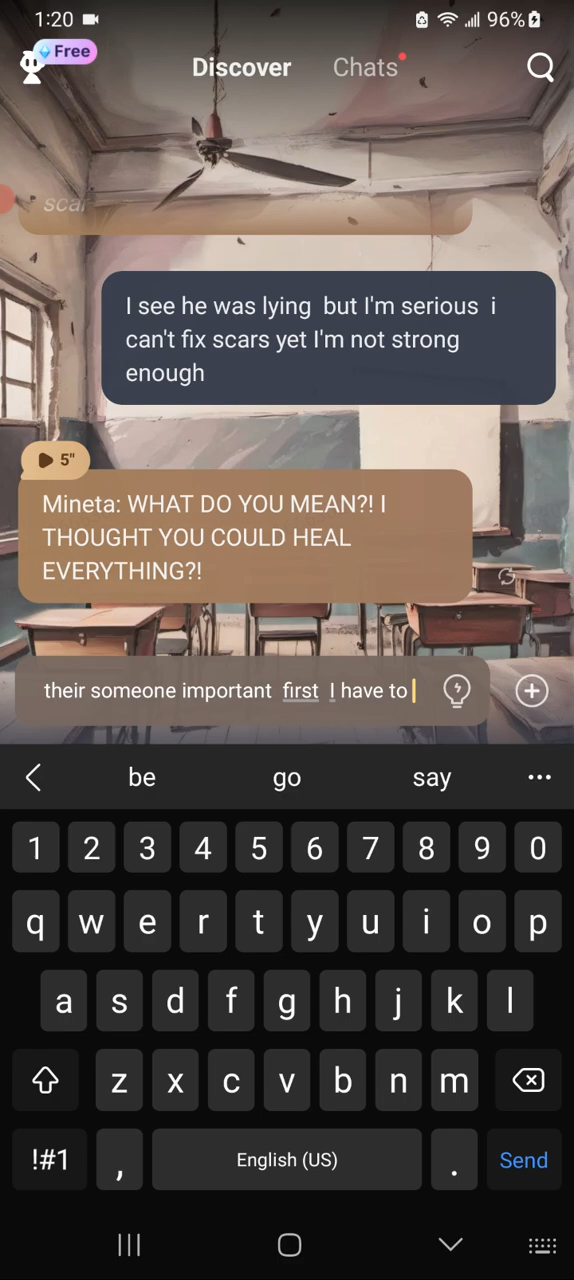 1:20
96%
Free
Discover
Chats
scar
I see he was lying but I'm serious i
can't fix scars yet I'm not strong
enough
5"
Mineta: WHAT DO YOU MEAN?! I
THOUGHT YOU COULD HEAL
EVERYTHING?!
their someone important first I have to
be go say
1 2 3 4 5 6 7 8 9 0
q w e r t y u i o p
a s d f g h j k l
z x c v b n m
!#1 , English (US) . Send